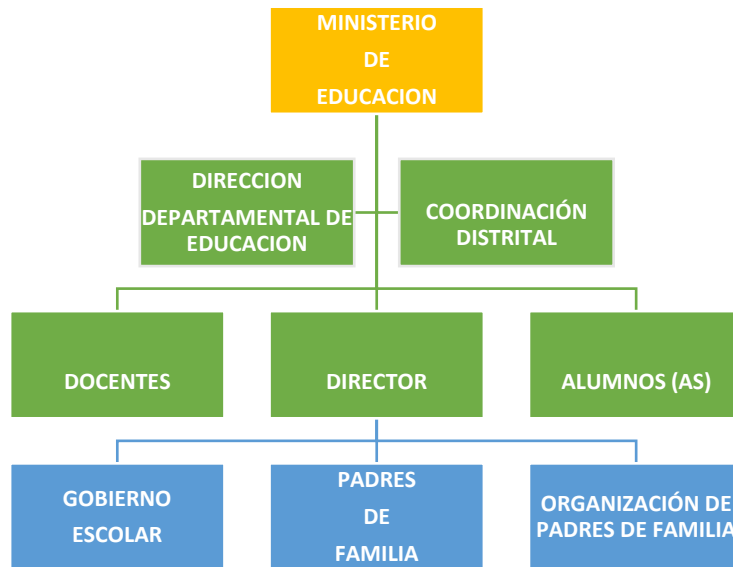 MINISTERIO
DE
EDUCACION
DIRECCION
DEPARTAMENTAL DE
EDUCACION
COORDINACIÓN
DISTRITAL
DOCENTES
DIRECTOR
ALUMNOS (AS)
GOBIERNO
ESCOLAR
PADRES
DE
FAMILIA
ORGANIZACIÓN DE
PADRES DE FAMILIA